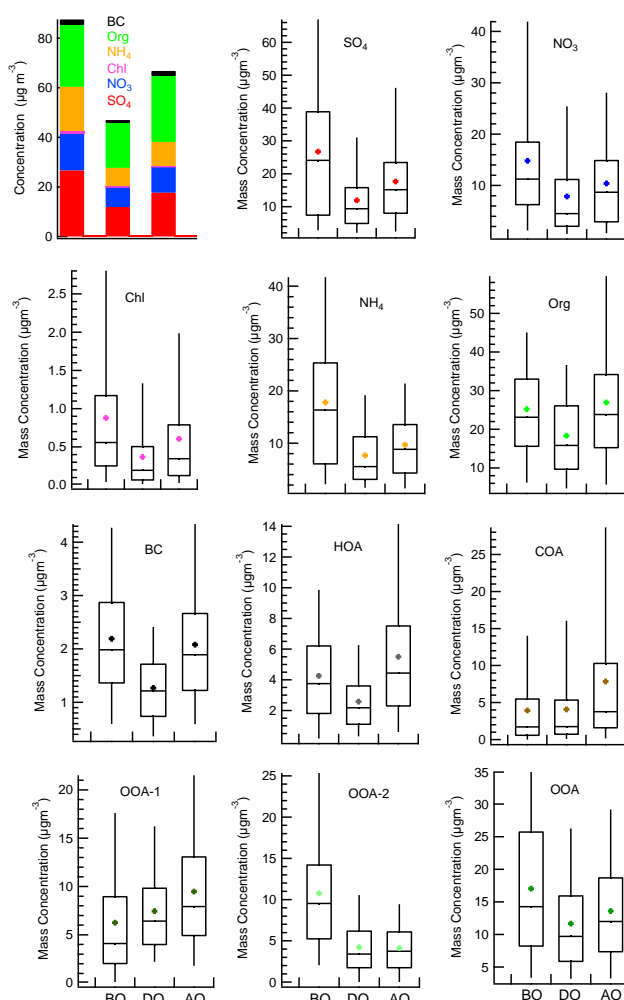 Concentration (µg m⁻³)
80
60
40
20
0
BC
Org
NH₄
Chl
NO₃
SO₄
Mass Concentration (µgm⁻³)
60
50
40
30
20
10
SO₄
Mass Concentration (µgm⁻³)
40
30
20
10
0
NO₃
Mass Concentration (µgm⁻³)
2.5
2.0
1.5
1.0
0.5
0.0
Chl
Mass Concentration (µgm⁻³)
40
30
20
10
NH₄
Mass Concentration (µgm⁻³)
50
40
30
20
10
Org
Mass Concentration (µgm⁻³)
4
3
2
1
BC
Mass Concentration (µgm⁻³)
14
12
10
8
6
4
2
HOA
Mass Concentration (µgm⁻³)
25
20
15
10
5
0
COA
Mass Concentration (µgm⁻³)
20
15
10
5
0
OOA-1
BO DO AO
Mass Concentration (µgm⁻³)
25
20
15
10
5
0
OOA-2
BO DO AO
Mass Concentration (µgm⁻³)
35
30
25
20
15
10
5
OOA
BO DO AO